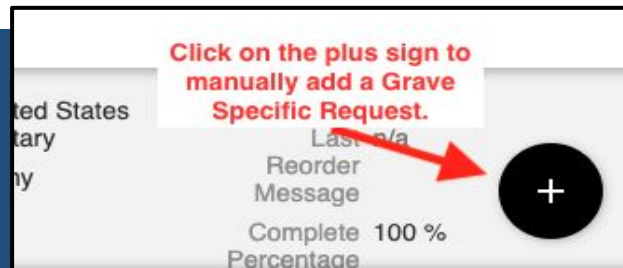 Click on the plus sign to
manually add a Grave
Specific Request.
ted States
tary
Last n/a
Reorder
Message
Complete 100 %
Percentage
+